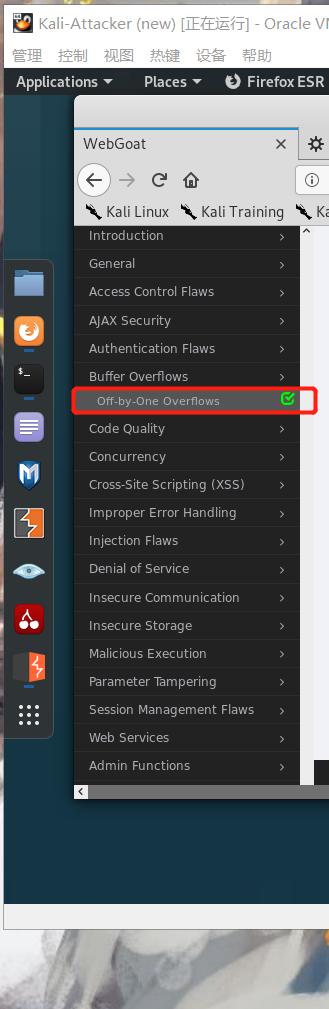 Kali-Attacker (new) [正在运行] - Oracle VM
管理 控制 视图 热键 设备 帮助
Applications Places Firefox ESR
WebGoat
Kali Linux Kali Training Ka
Introduction
General
Access Control Flaws
AJAX Security
Authentication Flaws
Buffer Overflows
Off-by-One Overflows
Code Quality
Concurrency
Cross-Site Scripting (XSS)
Improper Error Handling
Injection Flaws
Denial of Service
Insecure Communication
Insecure Storage
Malicious Execution
Parameter Tampering
Session Management Flaws
Web Services
Admin Functions